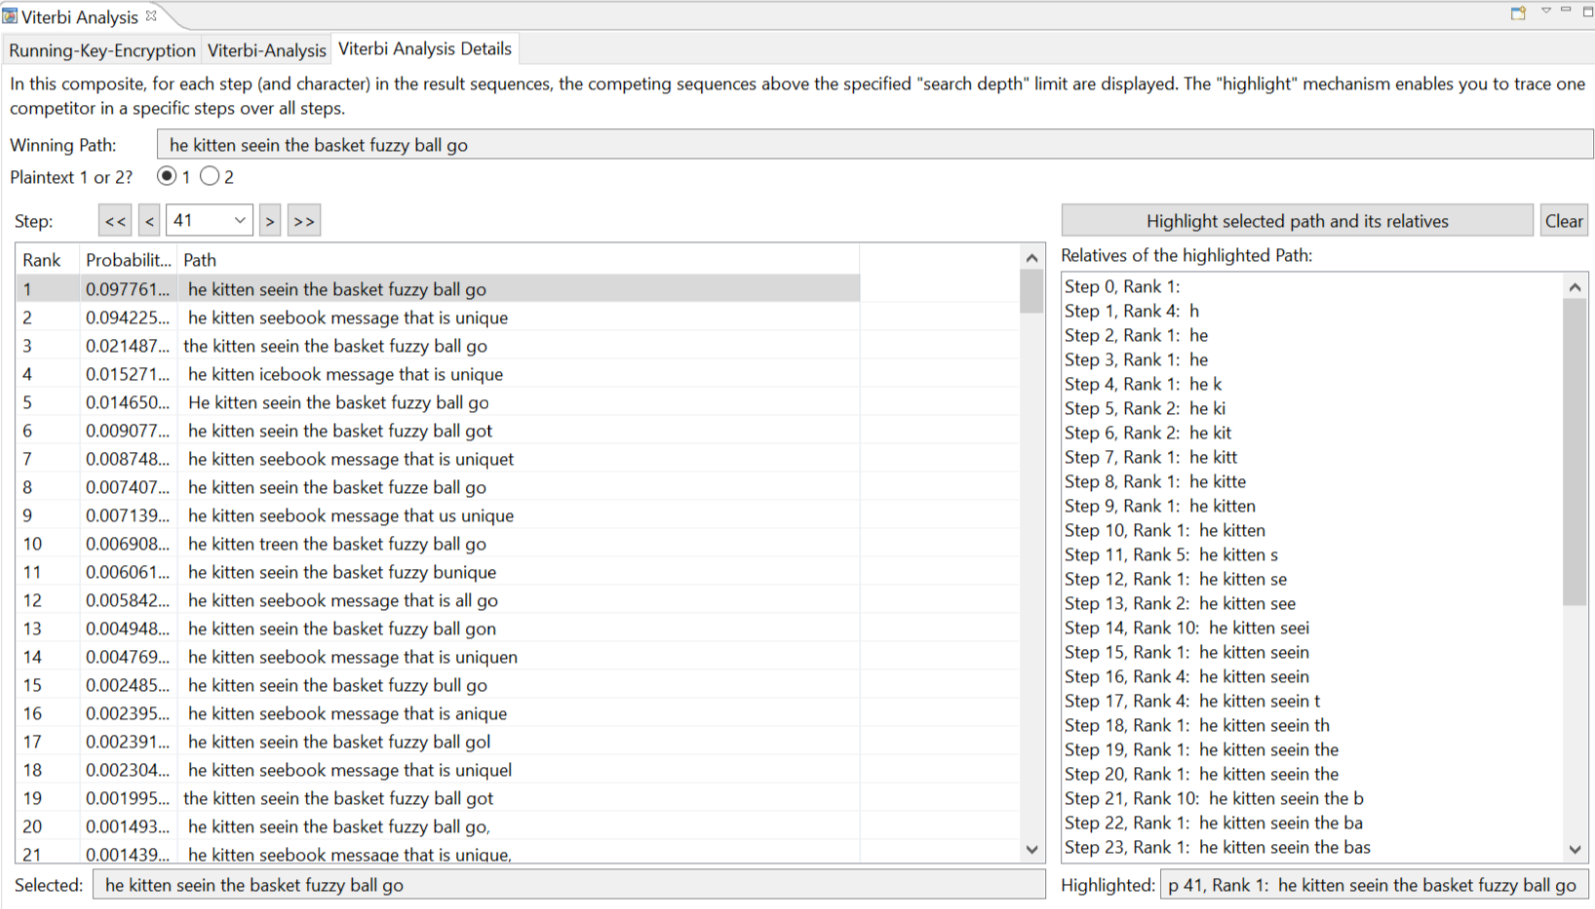 Viterbi Analysis
Running-Key-Encryption Viterbi-Analysis Viterbi Analysis Details
In this composite, for each step (and character) in the result sequences, the competing sequences above the specified "search depth" limit are displayed. The "highlight" mechanism enables you to trace one
competitor in a specific steps over all steps.
Winning Path: he kitten seein the basket fuzzy ball go
Plaintext 1 or 2? 1 2
Step: << < 41 > >>
Rank Probabilit... Path
1 0.097761... he kitten seein the basket fuzzy ball go
2 0.094225... he kitten seebook message that is unique
3 0.021487... the kitten seein the basket fuzzy ball go
4 0.015271... he kitten icebook message that is unique
5 0.014650... He kitten seein the basket fuzzy ball go
6 0.009077... he kitten seein the basket fuzzy ball got
7 0.008748... he kitten seebook message that is uniquet
8 0.007407... he kitten seein the basket fuzze ball go
9 0.007139... he kitten seebook message that us unique
10 0.006908... he kitten treen the basket fuzzy ball go
11 0.006061... he kitten seein the basket fuzzy bunique
12 0.005842... he kitten seebook message that is all go
13 0.004948... he kitten seein the basket fuzzy ball gon
14 0.004769... he kitten seebook message that is uniquen
15 0.002485... he kitten seein the basket fuzzy bull go
16 0.002395... he kitten seebook message that is anique
17 0.002391... he kitten seein the basket fuzzy ball gol
18 0.002304... he kitten seebook message that is uniquel
19 0.001995... the kitten seein the basket fuzzy ball got
20 0.001493... he kitten seein the basket fuzzy ball go,
21 0.001439... he kitten seebook message that is unique,
Selected: he kitten seein the basket fuzzy ball go
Highlight selected path and its relatives Clear
Relatives of the highlighted Path:
Step 0, Rank 1:
Step 1, Rank 4: h
Step 2, Rank 1: he
Step 3, Rank 1: he
Step 4, Rank 1: he k
Step 5, Rank 2: he ki
Step 6, Rank 2: he kit
Step 7, Rank 1: he kitt
Step 8, Rank 1: he kitte
Step 9, Rank 1: he kitten
Step 10, Rank 1: he kitten
Step 11, Rank 5: he kitten s
Step 12, Rank 1: he kitten se
Step 13, Rank 2: he kitten see
Step 14, Rank 10: he kitten seei
Step 15, Rank 1: he kitten seein
Step 16, Rank 4: he kitten seein
Step 17, Rank 4: he kitten seein t
Step 18, Rank 1: he kitten seein th
Step 19, Rank 1: he kitten seein the
Step 20, Rank 1: he kitten seein the
Step 21, Rank 10: he kitten seein the b
Step 22, Rank 1: he kitten seein the ba
Step 23, Rank 1: he kitten seein the bas
Highlighted: p 41, Rank 1: he kitten seein the basket fuzzy ball go